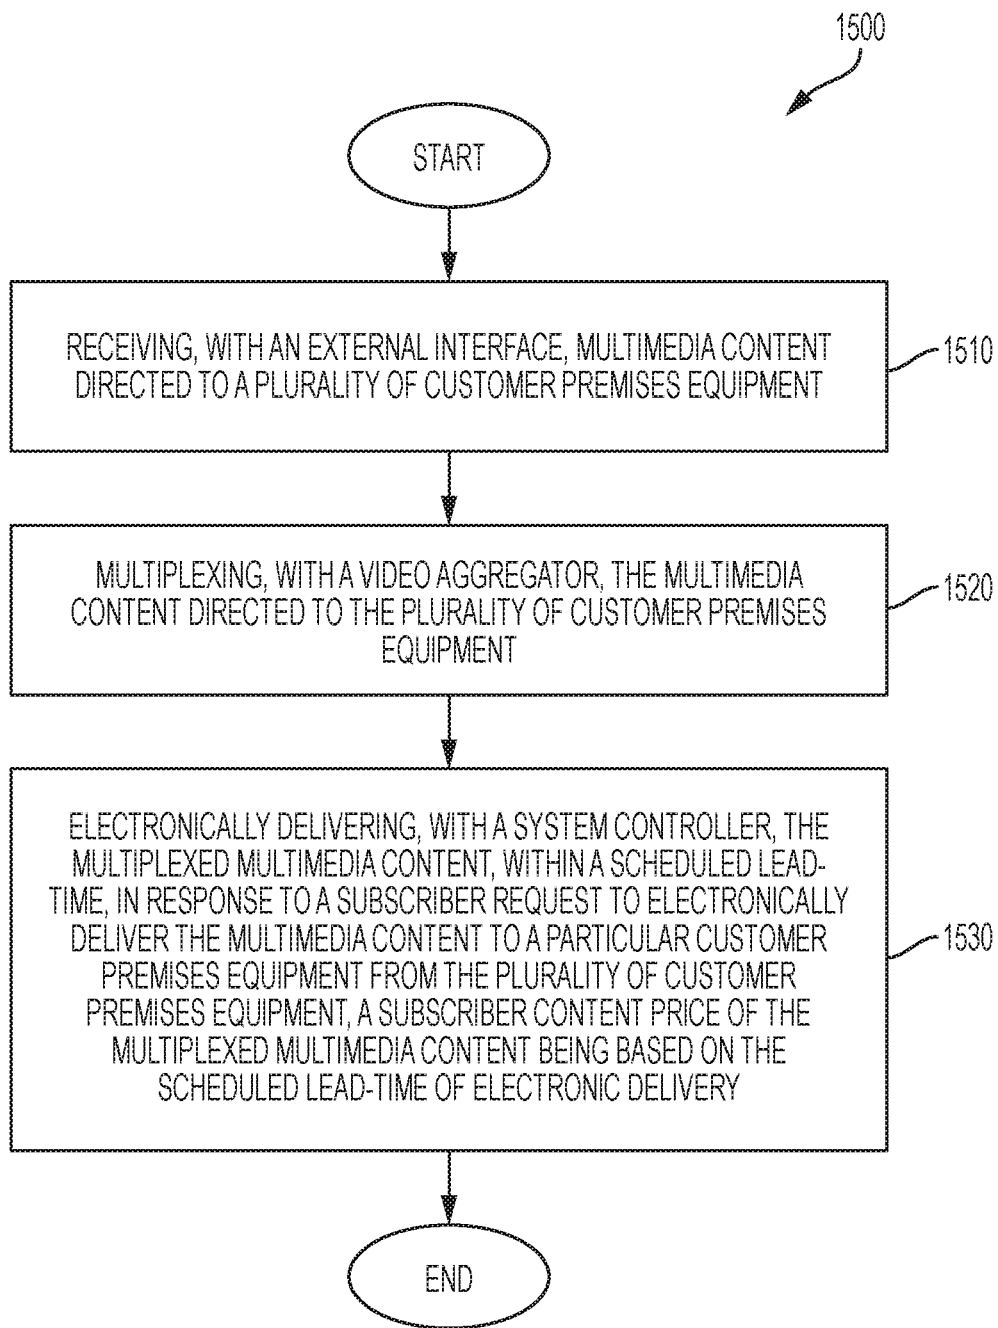 1500
START
RECEIVING, WITH AN EXTERNAL INTERFACE, MULTIMEDIA CONTENT
DIRECTED TO A PLURALITY OF CUSTOMER PREMISES EQUIPMENT
1510
MULTIPLEXING, WITH A VIDEO AGGREGATOR, THE MULTIMEDIA
CONTENT DIRECTED TO THE PLURALITY OF CUSTOMER PREMISES
EQUIPMENT
1520
ELECTRONICALLY DELIVERING, WITH A SYSTEM CONTROLLER, THE
MULTIPLEXED MULTIMEDIA CONTENT, WITHIN A SCHEDULED LEAD-
TIME, IN RESPONSE TO A SUBSCRIBER REQUEST TO ELECTRONICALLY
DELIVER THE MULTIMEDIA CONTENT TO A PARTICULAR CUSTOMER
PREMISES EQUIPMENT FROM THE PLURALITY OF CUSTOMER
PREMISES EQUIPMENT, A SUBSCRIBER CONTENT PRICE OF THE
MULTIPLEXED MULTIMEDIA CONTENT BEING BASED ON THE
SCHEDULED LEAD-TIME OF ELECTRONIC DELIVERY
1530
END